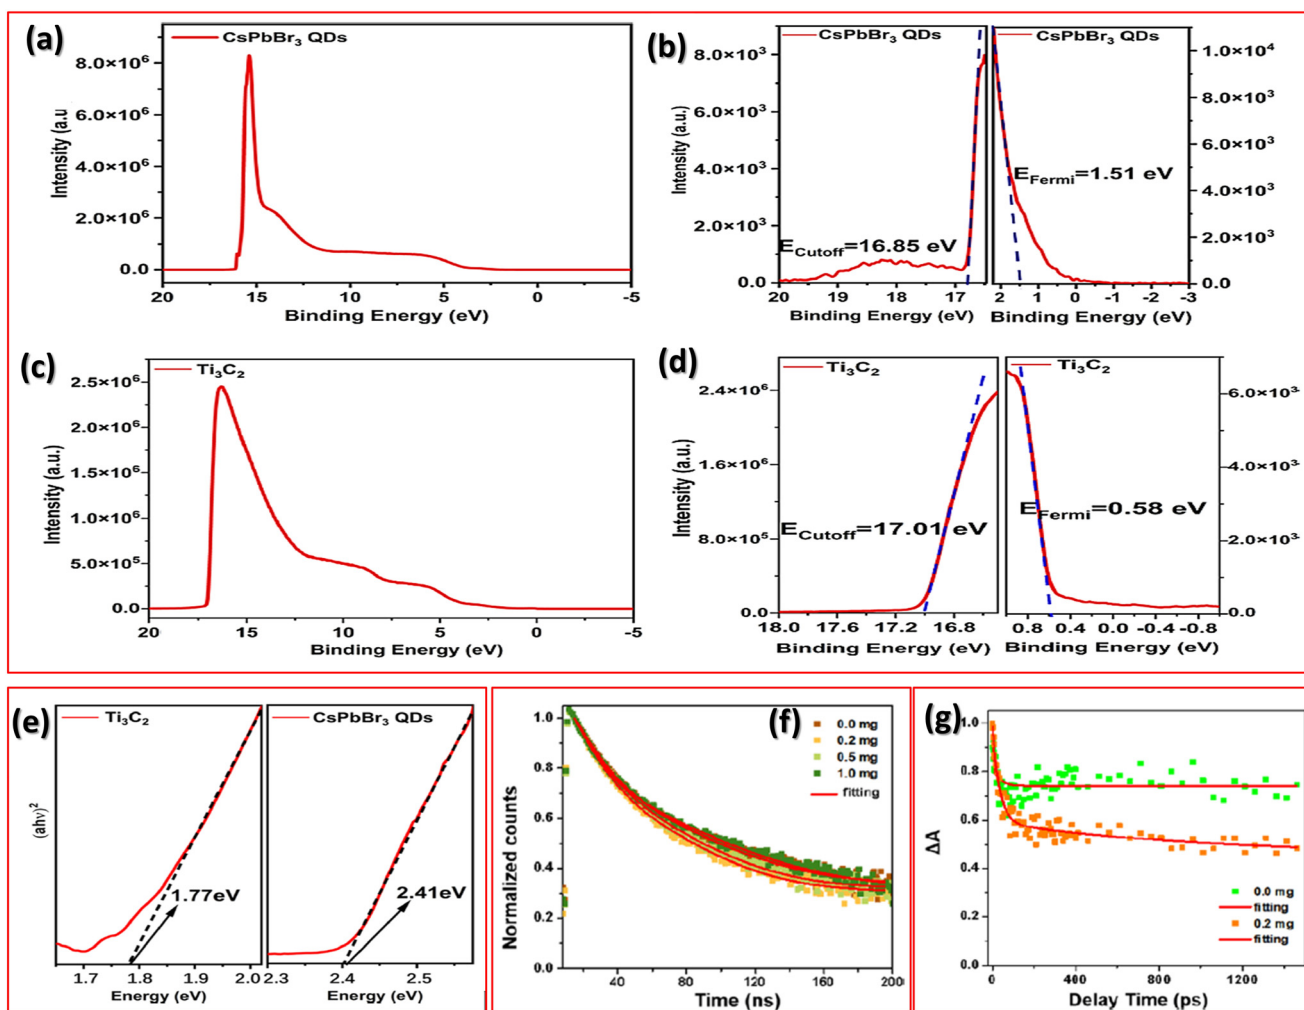 (a)
CsPbBr₃ QDs
8.0×10⁶
6.0×10⁶
4.0×10⁶
2.0×10⁶
0.0
Intensity (a.u
20 15 10 5 0 -5
Binding Energy (eV)
(b)
CsPbBr₃ QDs
8.0×10³
6.0×10³
4.0×10³
2.0×10³
0.0
Intensity (a.u.)
E_Cutoff=16.85 eV
20 19 18 17
Binding Energy (eV)
CsPbBr₃ QDs
1.0×10⁴
8.0×10³
6.0×10³
4.0×10³
2.0×10³
0.0
E_Fermi=1.51 eV
2 1 0 -1 -2 -3
Binding Energy (eV)
(c)
Ti₃C₂
2.5×10⁶
2.0×10⁶
1.5×10⁶
1.0×10⁶
5.0×10⁵
0.0
Intensity (a.u.)
20 15 10 5 0 -5
Binding Energy (eV)
(d)
Ti₃C₂
2.4×10⁶
1.6×10⁶
8.0×10⁵
0.0
Intensity (a.u.)
E_Cutoff=17.01 eV
18.0 17.6 17.2 16.8
Binding Energy (eV)
Ti₃C₂
6.0×10³
4.0×10³
2.0×10³
0.0
E_Fermi=0.58 eV
0.8 0.4 0.0 -0.4 -0.8
Binding Energy (eV)
(e)
Ti₃C₂
(ahν)²
1.77eV
1.7 1.8 1.9 2.0
Energy (eV)
CsPbBr₃ QDs
2.41eV
2.3 2.4 2.5
Energy (eV)
(f)
1.0
0.8
0.6
0.4
0.2
0.0
Normalized counts
0.0 mg
0.2 mg
0.5 mg
1.0 mg
fitting
40 80 120 160 200
Time (ns)
(g)
1.0
0.8
0.6
0.4
0.2
0.0
ΔA
0.0 mg
fitting
0.2 mg
fitting
0 400 800 1200
Delay Time (ps)